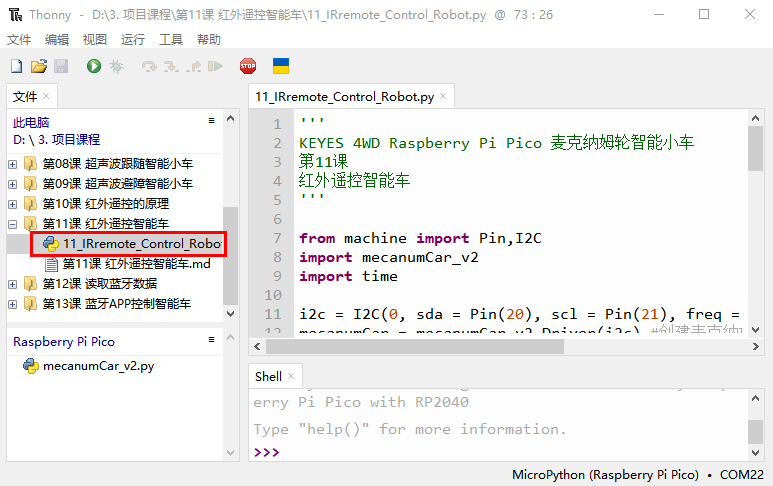 Thonny - D:\3. 项目课程\第11课 红外遥控智能车\11_IRremote_Control_Robot.py @ 73 : 26
文件 编辑 视图 运行 工具 帮助
STOP
文件 ×
此电脑
D: \ 3. 项目课程
第08课 超声波跟随智能小车
第09课 超声波避障智能小车
第10课 红外遥控的原理
第11课 红外遥控智能车
11_IRremote_Control_Robot
第11课 红外遥控智能车.md
第12课 读取蓝牙数据
第13课 蓝牙APP控制智能车
Raspberry Pi Pico
mecanumCar_v2.py
11_IRremote_Control_Robot.py ×
1 '''
2 KEYES 4WD Raspberry Pi Pico 麦克纳姆轮智能小车
3 第11课
4 红外遥控智能车
5 '''
6
7 from machine import Pin,I2C
8 import mecanumCar_v2
9 import time
10
11 i2c = I2C(0, sda = Pin(20), scl = Pin(21), freq =
12 mecanumCar = mecanumCar_v2.Driver(i2c) #创建麦克纳
Shell ×
erry Pi Pico with RP2040
Type "help()" for more information.
>>>
MicroPython (Raspberry Pi Pico) • COM22